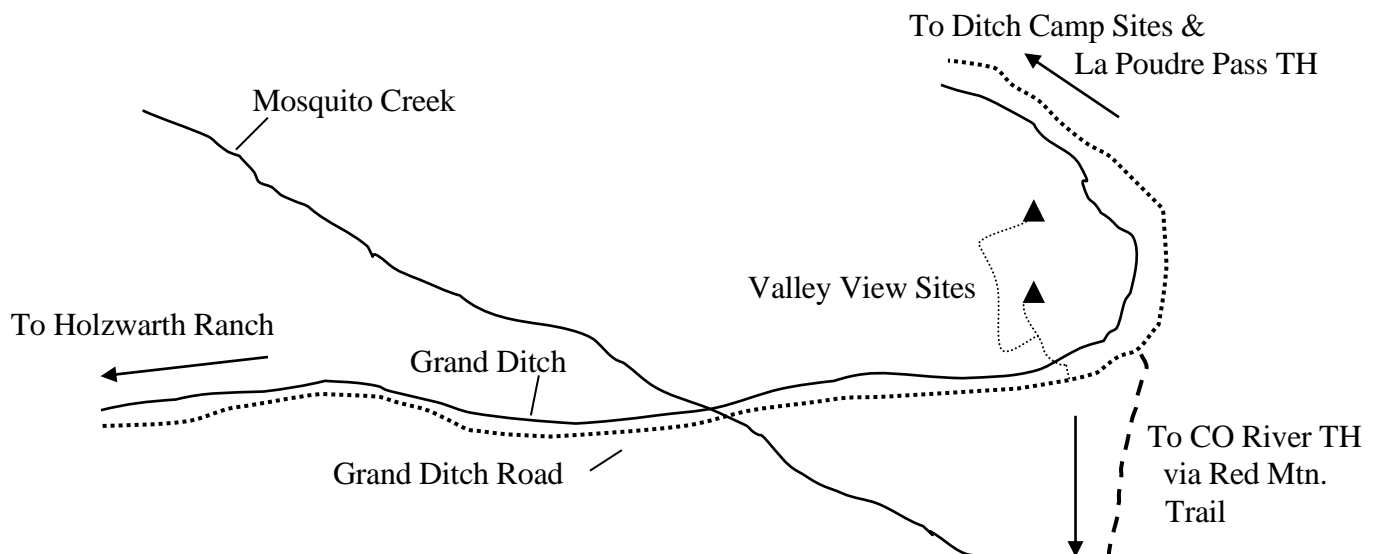 To Ditch Camp Sites &
La Poudre Pass TH
Mosquito Creek
Valley View Sites
To Holzwarth Ranch
Grand Ditch
To CO River TH
via Red Mtn.
Trail
Grand Ditch Road